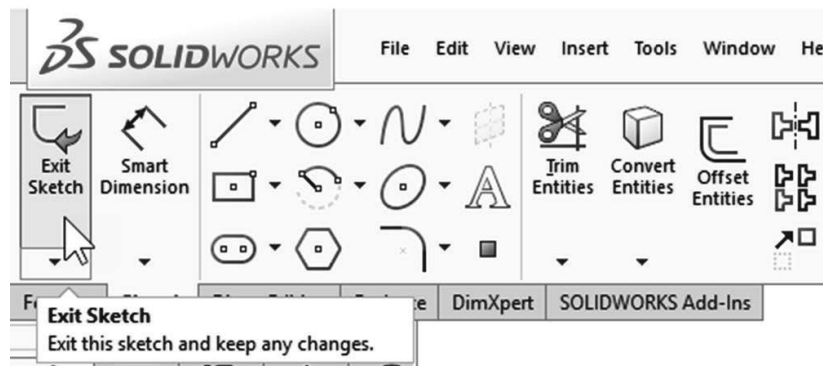 SOLIDWORKS File Edit View Insert Tools Window
Exit Sketch
Smart Dimension
A
Trim Entities
Convert Entities
Offset Entities
DimXpert SOLIDWORKS Add-Ins
Exit Sketch
Exit this sketch and keep any changes.